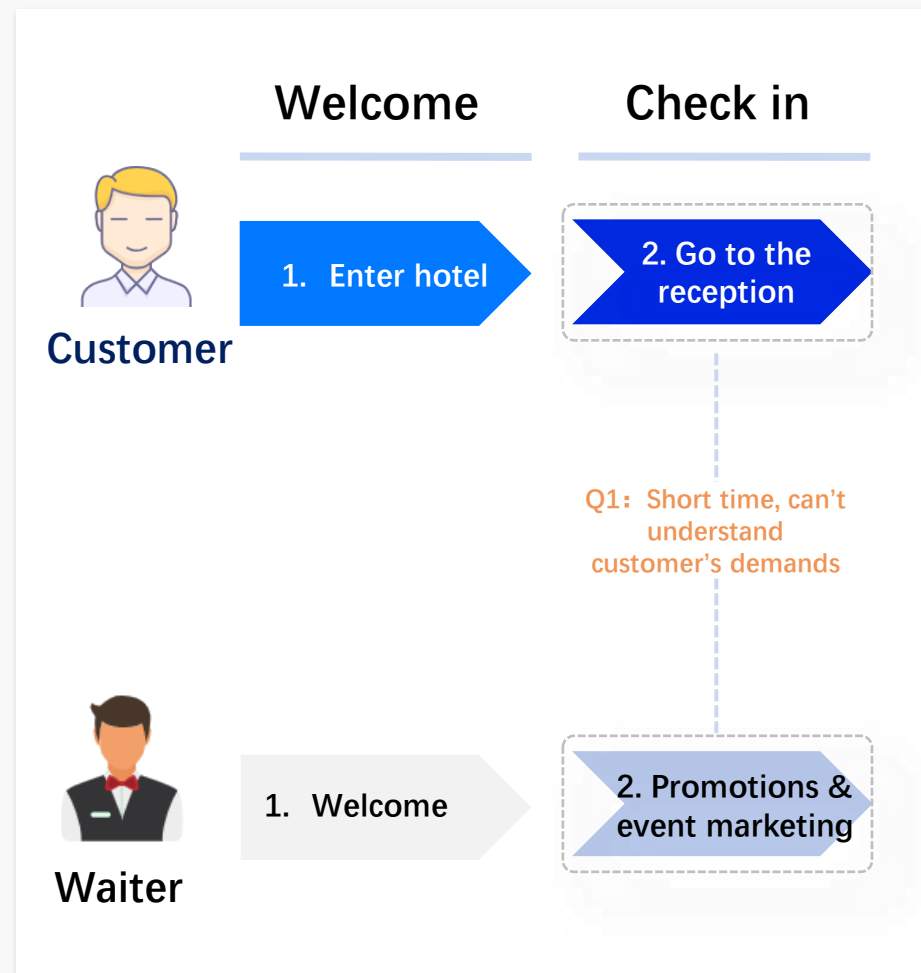 Welcome
Check in
1. Enter hotel
2. Go to the
reception
Customer
Q1：Short time, can’t
understand
customer’s demands
1. Welcome
2. Promotions &
event marketing
Waiter